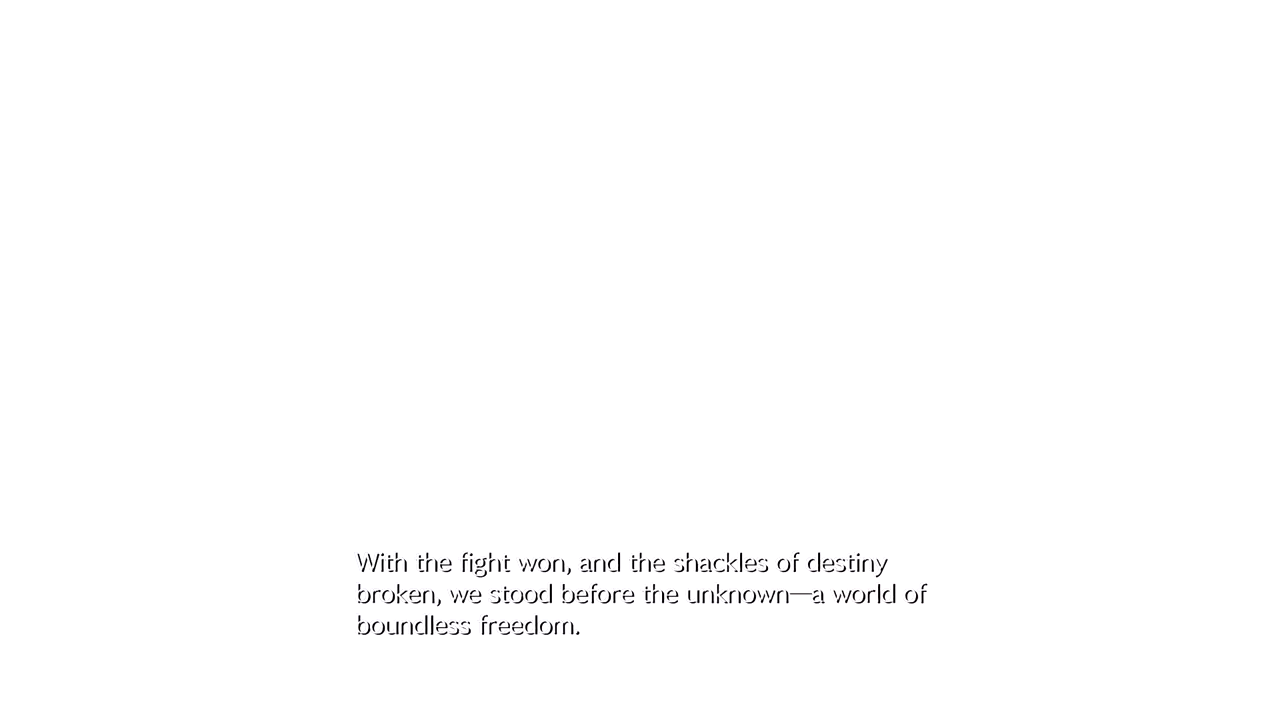 With the fight won, and the shackles of destiny
broken, we stood before the unknown—a world of
boundless freedom.